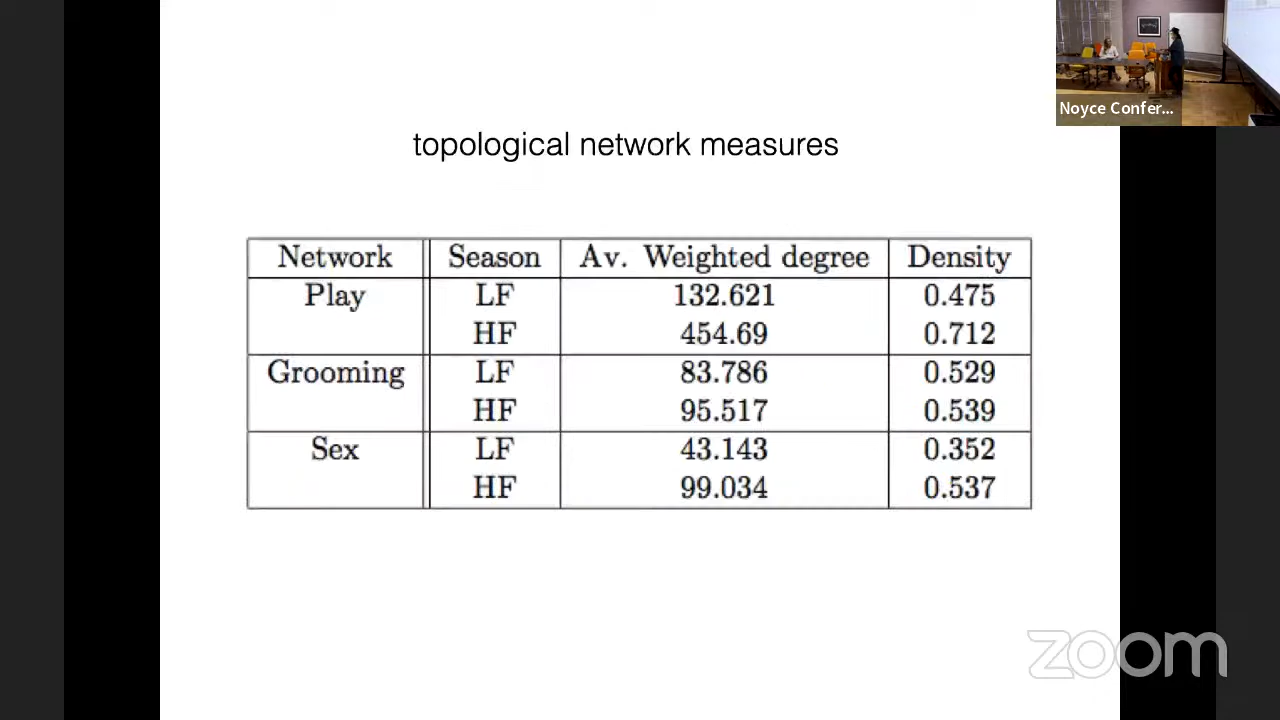 Noyce Confer...
topological network measures
Network Season Av. Weighted degree Density
Play LF 132.621 0.475
HF 454.69 0.712
Grooming LF 83.786 0.529
HF 95.517 0.539
Sex LF 43.143 0.352
HF 99.034 0.537
zoom